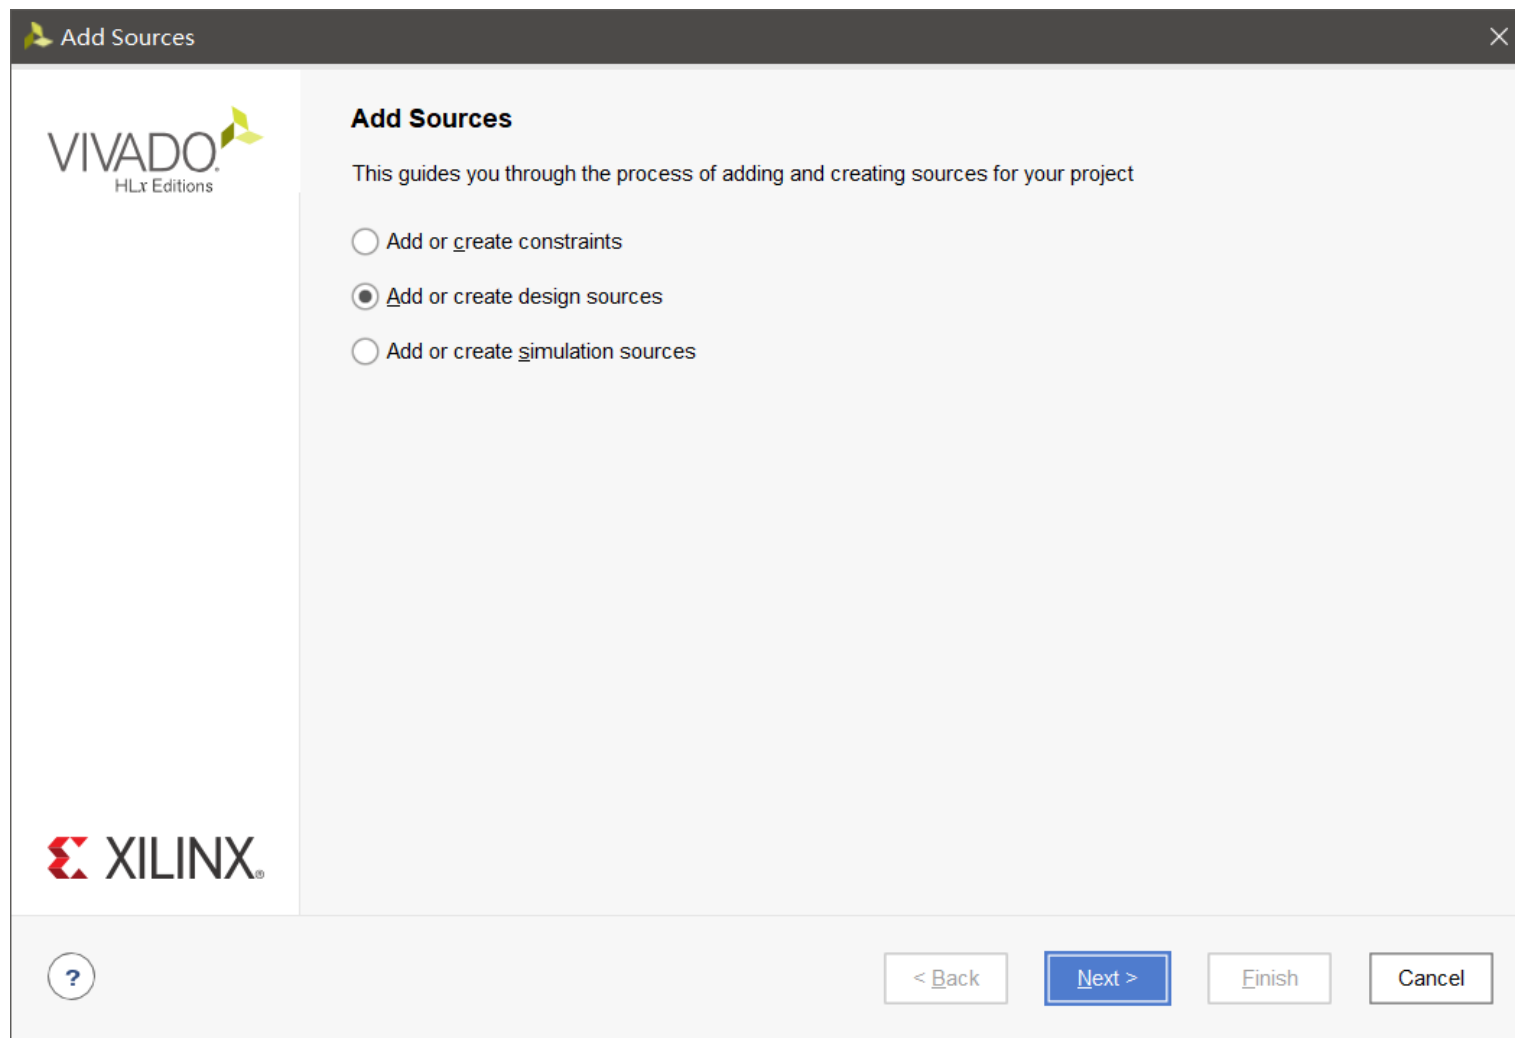 Add Sources
VIVADO.
HLx Editions
Add Sources
This guides you through the process of adding and creating sources for your project
Add or create constraints
Add or create design sources
Add or create simulation sources
XILINX®
?
< Back
Next >
Finish
Cancel